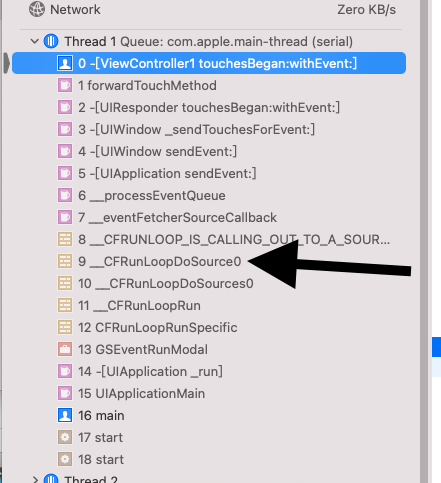 Network Zero KB/s
Thread 1 Queue: com.apple.main-thread (serial)
0 -[ViewController1 touchesBegan:withEvent:]
1 forwardTouchMethod
2 -[UIResponder touchesBegan:withEvent:]
3 -[UIWindow _sendTouchesForEvent:]
4 -[UIWindow sendEvent:]
5 -[UIApplication sendEvent:]
6 __processEventQueue
7 __eventFetcherSourceCallback
8 __CFRUNLOOP_IS_CALLING_OUT_TO_A_SOUR...
9 __CFRunLoopDoSource0
10 __CFRunLoopDoSources0
11 __CFRunLoopRun
12 CFRunLoopRunSpecific
13 GSEventRunModal
14 -[UIApplication _run]
15 UIApplicationMain
16 main
17 start
18 start
Thread 2